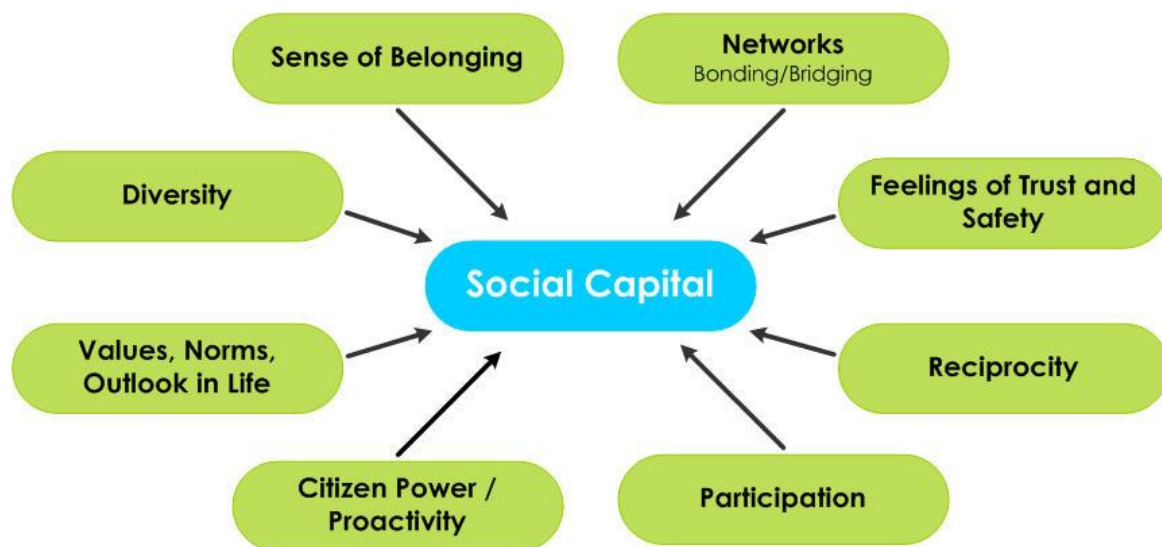 Sense of Belonging
Networks
Bonding/Bridging
Diversity
Feelings of Trust and
Safety
Social Capital
Values, Norms,
Outlook in Life
Reciprocity
Citizen Power /
Proactivity
Participation